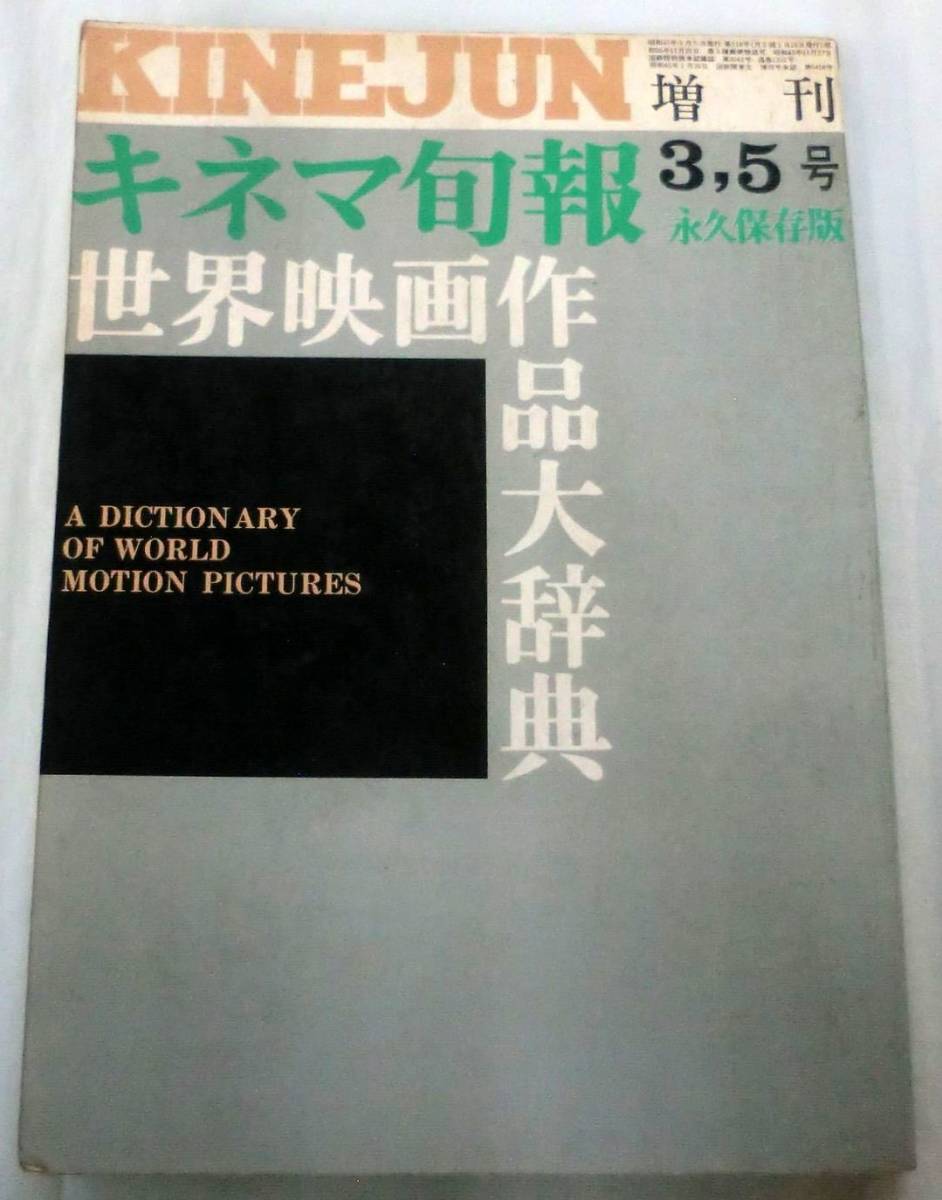 KINEJUN
増刊
キネマ旬報
3,5号
永久保存版
世界映画作品大辞典
A DICTIONARY
OF WORLD
MOTION PICTURES